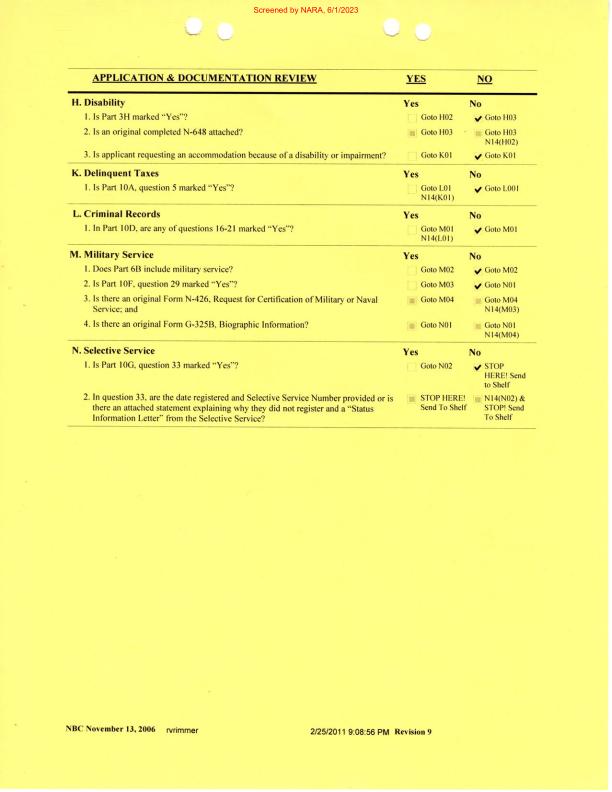 Screened by NARA, 6/1/2023
APPLICATION & DOCUMENTATION REVIEW YES NO
H. Disability Yes No
1. Is Part 3H marked “Yes”? Goto H02 ✔ Goto H03
2. Is an original completed N-648 attached? Goto H03 Goto H03
N14(H02)
3. Is applicant requesting an accommodation because of a disability or impairment? Goto K01 ✔ Goto K01
K. Delinquent Taxes Yes No
1. Is Part 10A, question 5 marked “Yes”? Goto L01 ✔ Goto L001
N14(K01)
L. Criminal Records Yes No
1. In Part 10D, are any of questions 16-21 marked “Yes”? Goto M01 ✔ Goto M01
N14(L01)
M. Military Service Yes No
1. Does Part 6B include military service? Goto M02 ✔ Goto M02
2. Is Part 10F, question 29 marked “Yes”? Goto M03 ✔ Goto N01
3. Is there an original Form N-426, Request for Certification of Military or Naval Goto M04 Goto M04
Service; and N14(M03)
4. Is there an original Form G-325B, Biographic Information? Goto N01 Goto N01
N14(M04)
N. Selective Service Yes No
1. Is Part 10G, question 33 marked “Yes”? Goto N02 ✔ STOP
HERE! Send
to Shelf
2. In question 33, are the date registered and Selective Service Number provided or is STOP HERE! N14(N02) &
there an attached statement explaining why they did not register and a “Status Send To Shelf STOP! Send
Information Letter” from the Selective Service? To Shelf
NBC November 13, 2006 rvrimmer 2/25/2011 9:08:56 PM Revision 9